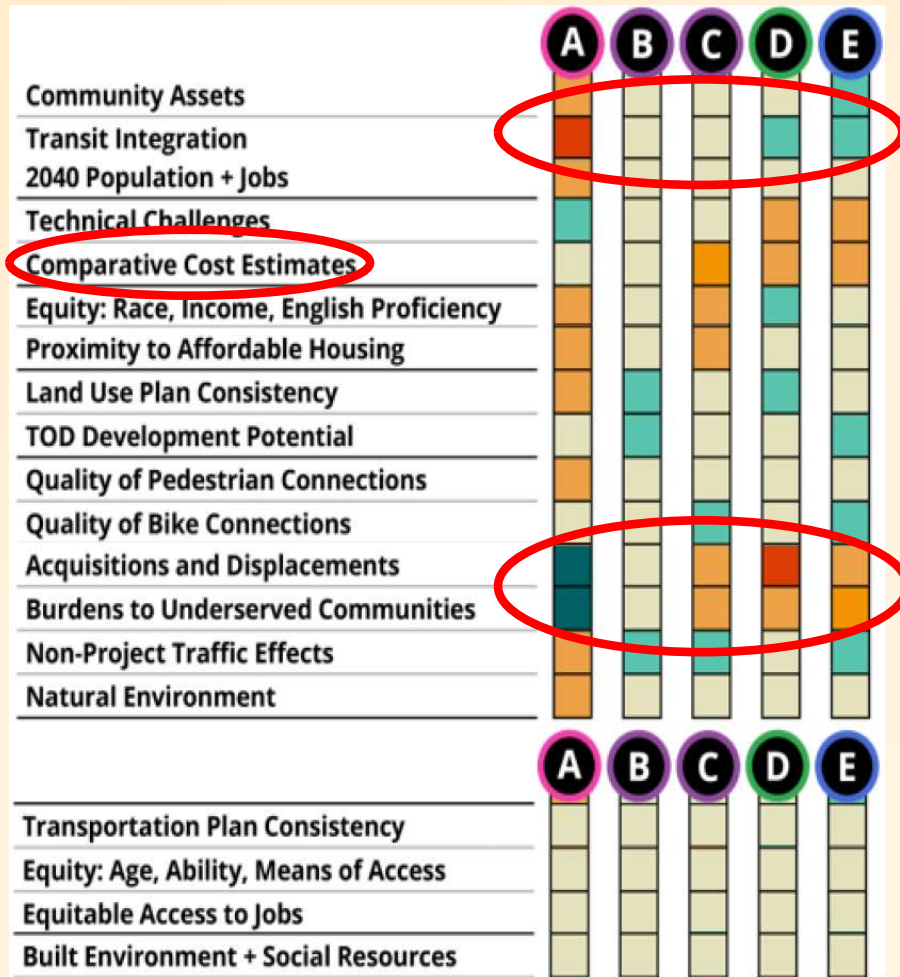 A B C D E
Community Assets
Transit Integration
2040 Population + Jobs
Technical Challenges
Comparative Cost Estimates
Equity: Race, Income, English Proficiency
Proximity to Affordable Housing
Land Use Plan Consistency
TOD Development Potential
Quality of Pedestrian Connections
Quality of Bike Connections
Acquisitions and Displacements
Burdens to Underserved Communities
Non-Project Traffic Effects
Natural Environment
A B C D E
Transportation Plan Consistency
Equity: Age, Ability, Means of Access
Equitable Access to Jobs
Built Environment + Social Resources